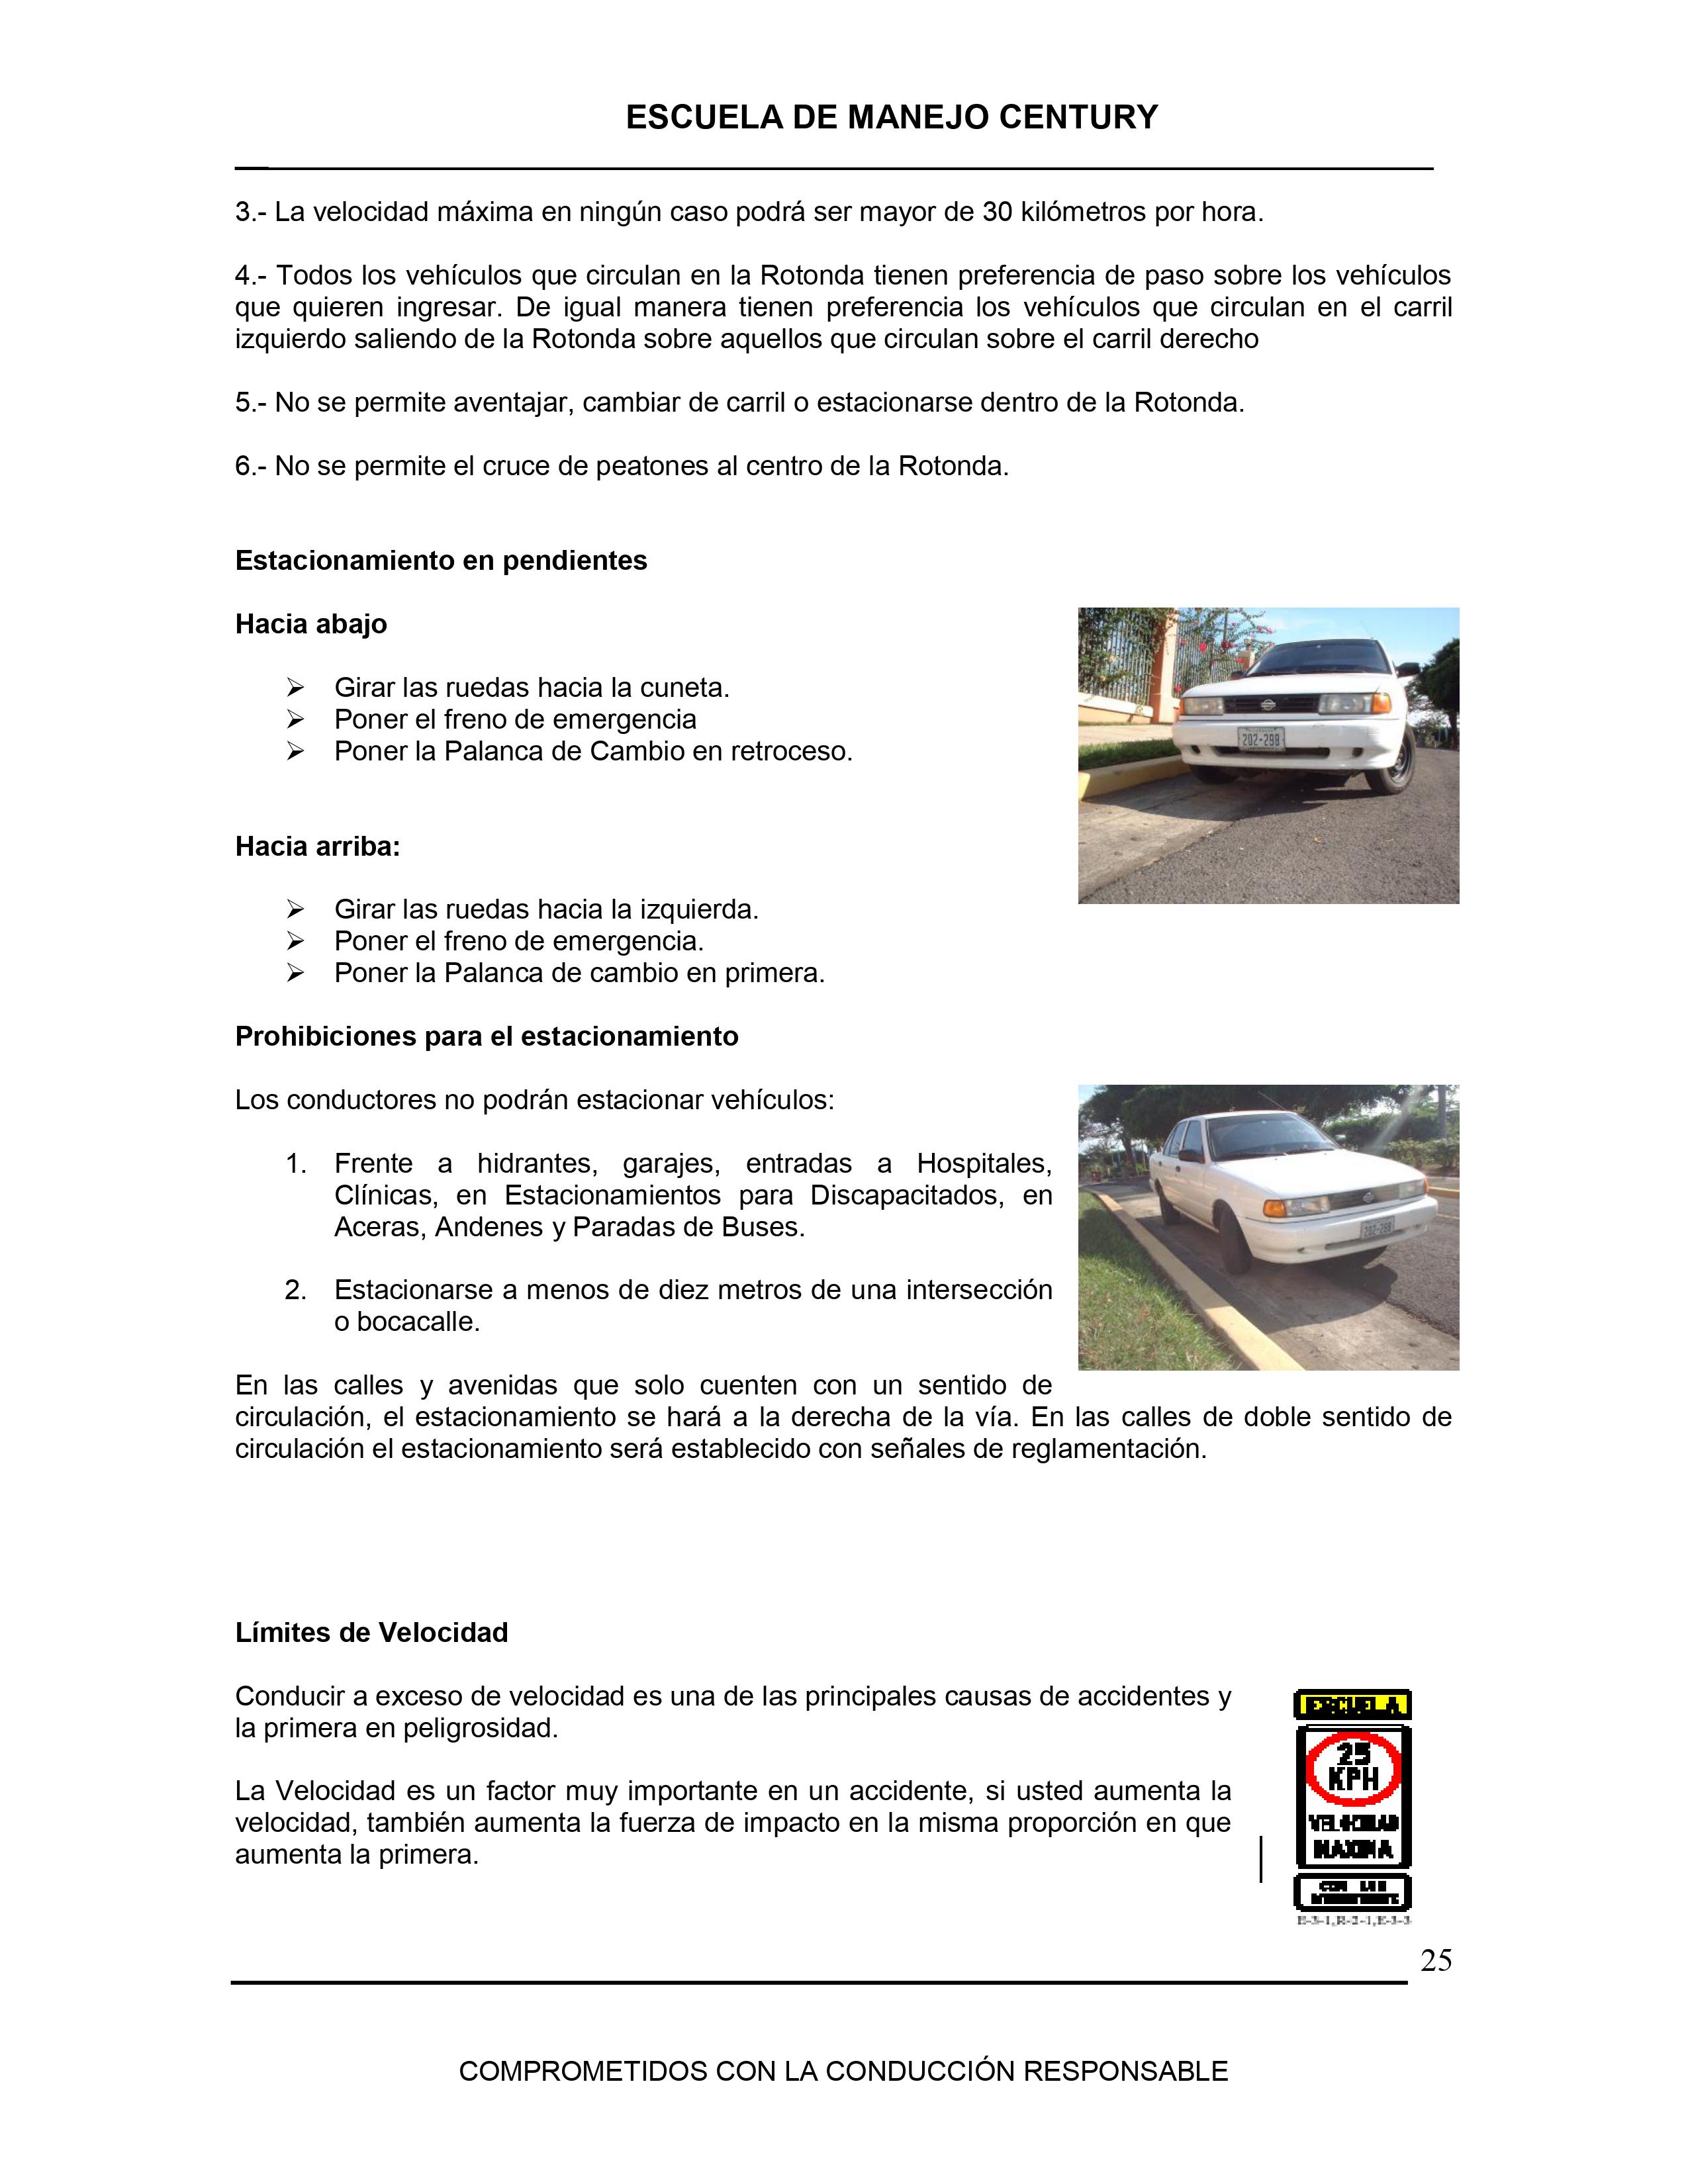 ESCUELA DE MANEJO CENTURY
3.- La velocidad máxima en ningún caso podrá ser mayor de 30 kilómetros por hora.
4.- Todos los vehículos que circulan en la Rotonda tienen preferencia de paso sobre los vehículos
que quieren ingresar. De igual manera tienen preferencia los vehículos que circulan en el carril
izquierdo saliendo de la Rotonda sobre aquellos que circulan sobre el carril derecho
5.- No se permite aventajar, cambiar de carril o estacionarse dentro de la Rotonda.
6.- No se permite el cruce de peatones al centro de la Rotonda.
Estacionamiento en pendientes
Hacia abajo
➢ Girar las ruedas hacia la cuneta.
➢ Poner el freno de emergencia
➢ Poner la Palanca de Cambio en retroceso.
202-298
Hacia arriba:
➢ Girar las ruedas hacia la izquierda.
➢ Poner el freno de emergencia.
➢ Poner la Palanca de cambio en primera.
Prohibiciones para el estacionamiento
Los conductores no podrán estacionar vehículos:
1. Frente a hidrantes, garajes, entradas a Hospitales,
Clínicas, en Estacionamientos para Discapacitados, en
Aceras, Andenes y Paradas de Buses.
2. Estacionarse a menos de diez metros de una intersección
o bocacalle.
202-298
En las calles y avenidas que solo cuenten con un sentido de
circulación, el estacionamiento se hará a la derecha de la vía. En las calles de doble sentido de
circulación el estacionamiento será establecido con señales de reglamentación.
Límites de Velocidad
Conducir a exceso de velocidad es una de las principales causas de accidentes y
la primera en peligrosidad.
La Velocidad es un factor muy importante en un accidente, si usted aumenta la
velocidad, también aumenta la fuerza de impacto en la misma proporción en que
aumenta la primera.
ESCUELA
25
KPH
VELOCIDAD
MAXIMA
E-3-1,R-2-1,E-3-3
25
COMPROMETIDOS CON LA CONDUCCIÓN RESPONSABLE